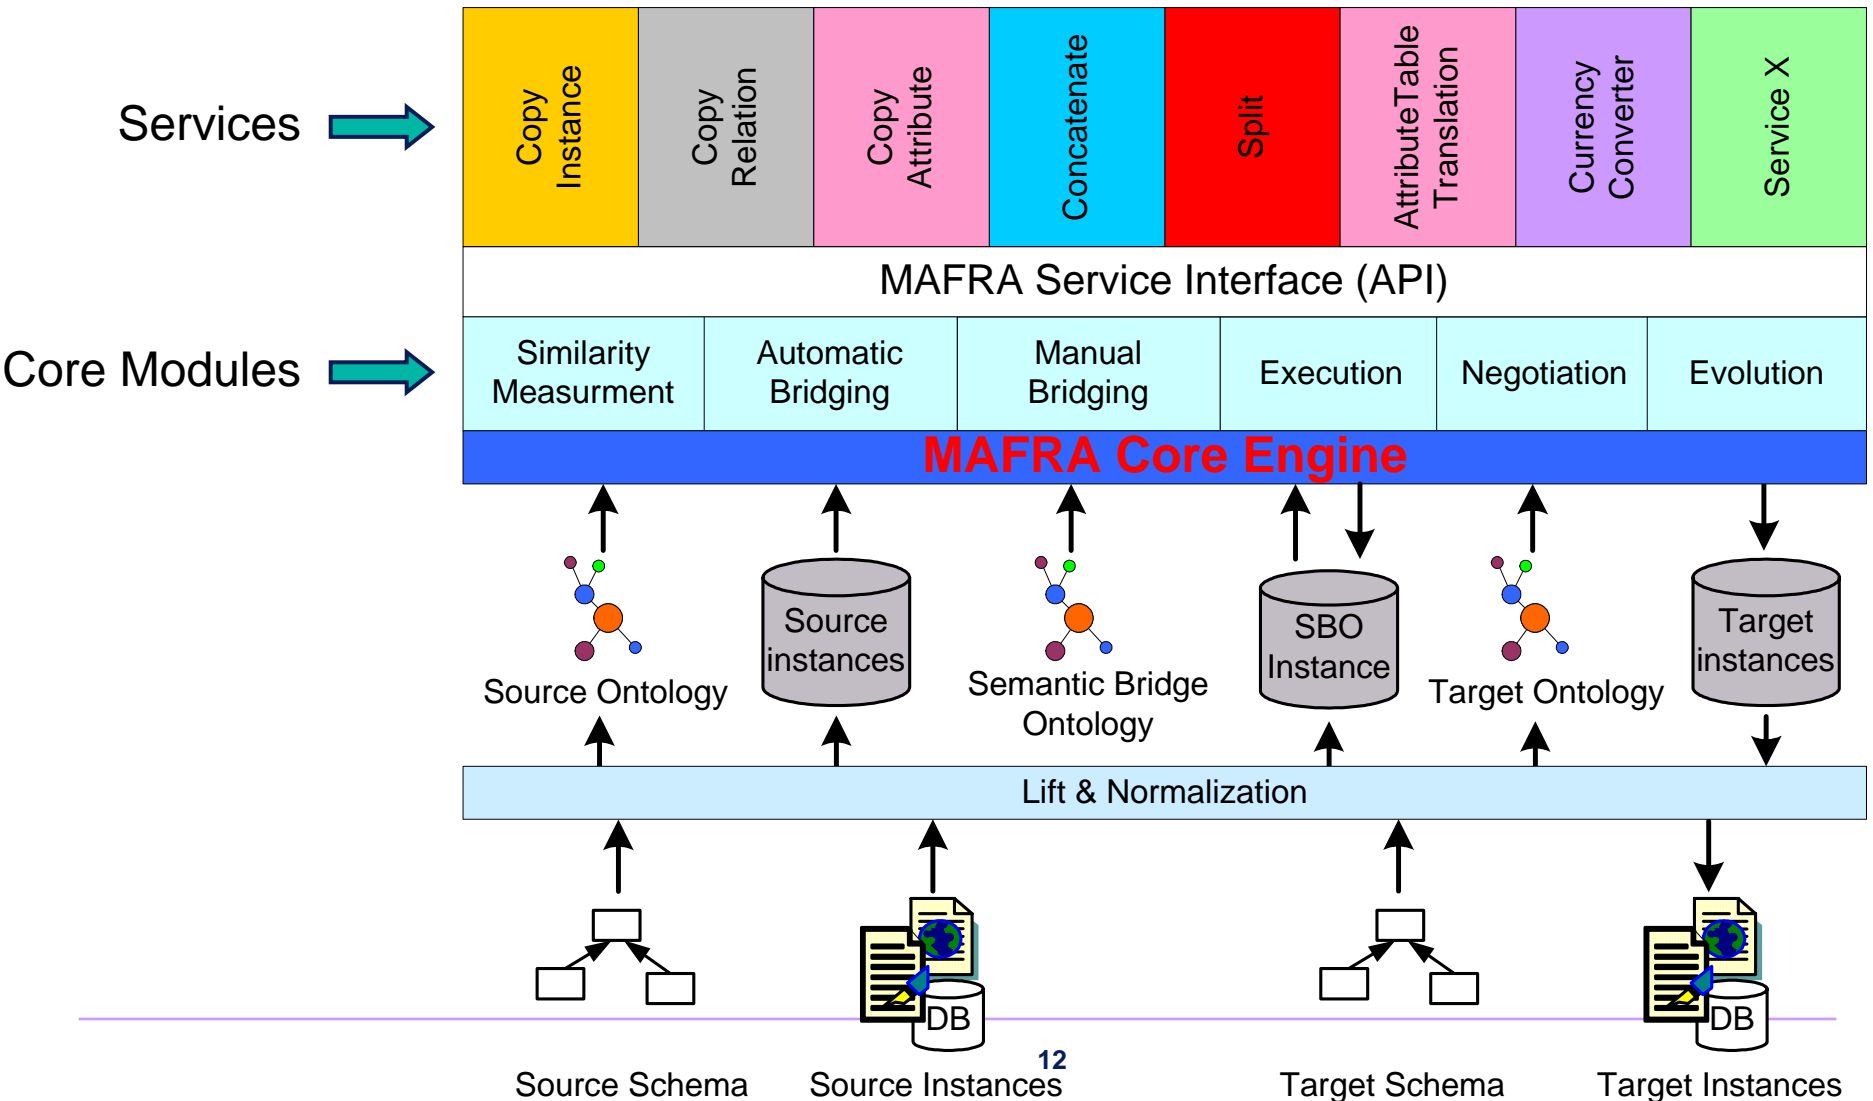 Services
Copy
Instance
Copy
Relation
Copy
Attribute
Concatenate
Split
AttributeTable
Translation
Currency
Converter
Service X
MAFRA Service Interface (API)
Core Modules
Similarity
Measurment
Automatic
Bridging
Manual
Bridging
Execution
Negotiation
Evolution
MAFRA Core Engine
Source Ontology
Source
instances
Semantic Bridge
Ontology
SBO
Instance
Target Ontology
Target
instances
Lift & Normalization
DB
DB
12
Source Schema
Source Instances
Target Schema
Target Instances